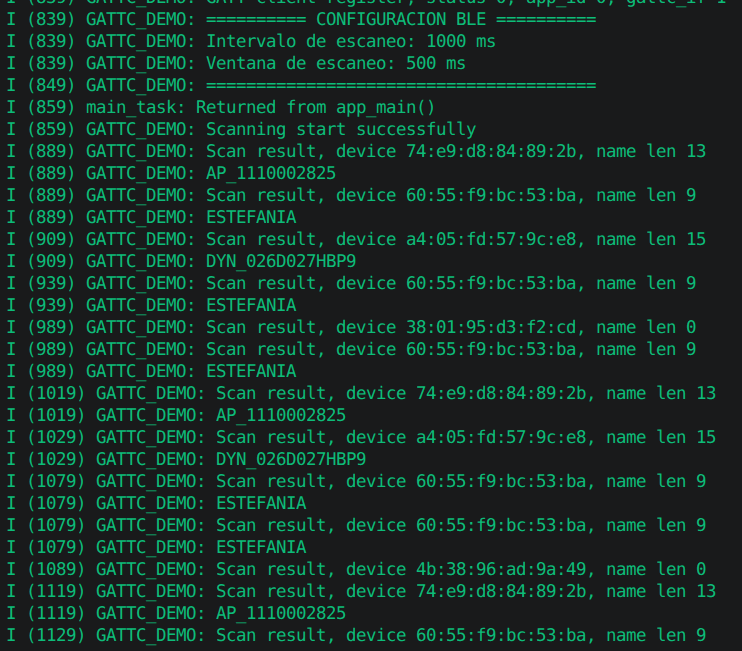 I (839) GATTC_DEMO: GATT client register, status 0, app_id 0, gattc_if 1
I (839) GATTC_DEMO: ========== CONFIGURACION BLE ==========
I (839) GATTC_DEMO: Intervalo de escaneo: 1000 ms
I (839) GATTC_DEMO: Ventana de escaneo: 500 ms
I (849) GATTC_DEMO: =======================================
I (859) main_task: Returned from app_main()
I (859) GATTC_DEMO: Scanning start successfully
I (889) GATTC_DEMO: Scan result, device 74:e9:d8:84:89:2b, name len 13
I (889) GATTC_DEMO: AP_1110002825
I (889) GATTC_DEMO: Scan result, device 60:55:f9:bc:53:ba, name len 9
I (889) GATTC_DEMO: ESTEFANIA
I (909) GATTC_DEMO: Scan result, device a4:05:fd:57:9c:e8, name len 15
I (909) GATTC_DEMO: DYN_026D027HBP9
I (939) GATTC_DEMO: Scan result, device 60:55:f9:bc:53:ba, name len 9
I (939) GATTC_DEMO: ESTEFANIA
I (989) GATTC_DEMO: Scan result, device 38:01:95:d3:f2:cd, name len 0
I (989) GATTC_DEMO: Scan result, device 60:55:f9:bc:53:ba, name len 9
I (989) GATTC_DEMO: ESTEFANIA
I (1019) GATTC_DEMO: Scan result, device 74:e9:d8:84:89:2b, name len 13
I (1019) GATTC_DEMO: AP_1110002825
I (1029) GATTC_DEMO: Scan result, device a4:05:fd:57:9c:e8, name len 15
I (1029) GATTC_DEMO: DYN_026D027HBP9
I (1079) GATTC_DEMO: Scan result, device 60:55:f9:bc:53:ba, name len 9
I (1079) GATTC_DEMO: ESTEFANIA
I (1079) GATTC_DEMO: Scan result, device 60:55:f9:bc:53:ba, name len 9
I (1079) GATTC_DEMO: ESTEFANIA
I (1089) GATTC_DEMO: Scan result, device 4b:38:96:ad:9a:49, name len 0
I (1119) GATTC_DEMO: Scan result, device 74:e9:d8:84:89:2b, name len 13
I (1119) GATTC_DEMO: AP_1110002825
I (1129) GATTC_DEMO: Scan result, device 60:55:f9:bc:53:ba, name len 9